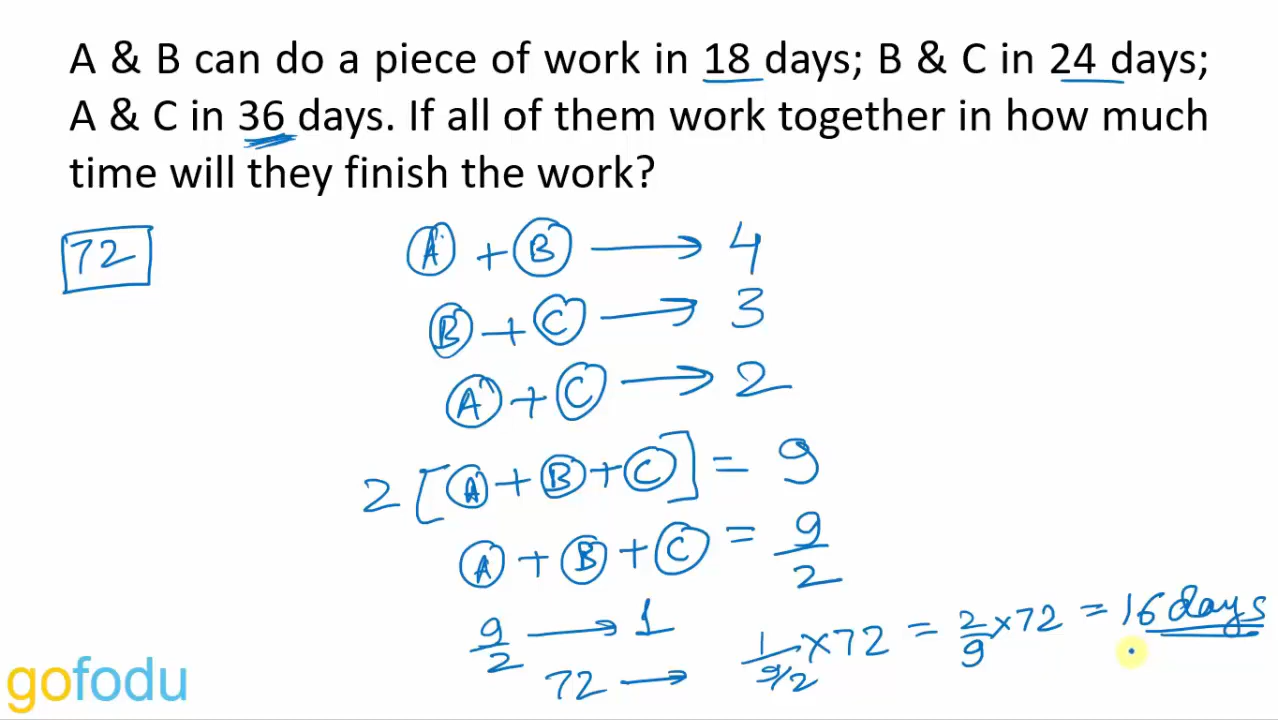 A & B can do a piece of work in 18 days; B & C in 24 days;
A & C in 36 days. If all of them work together in how much
time will they finish the work?
72
A + B → 4
B + C → 3
A + C → 2
2 [A + B + C] = 9
A + B + C = 9/2
9/2 → 1
72 → 1/(9/2) × 72 = 2/9 × 72 = 16 days
gofodu